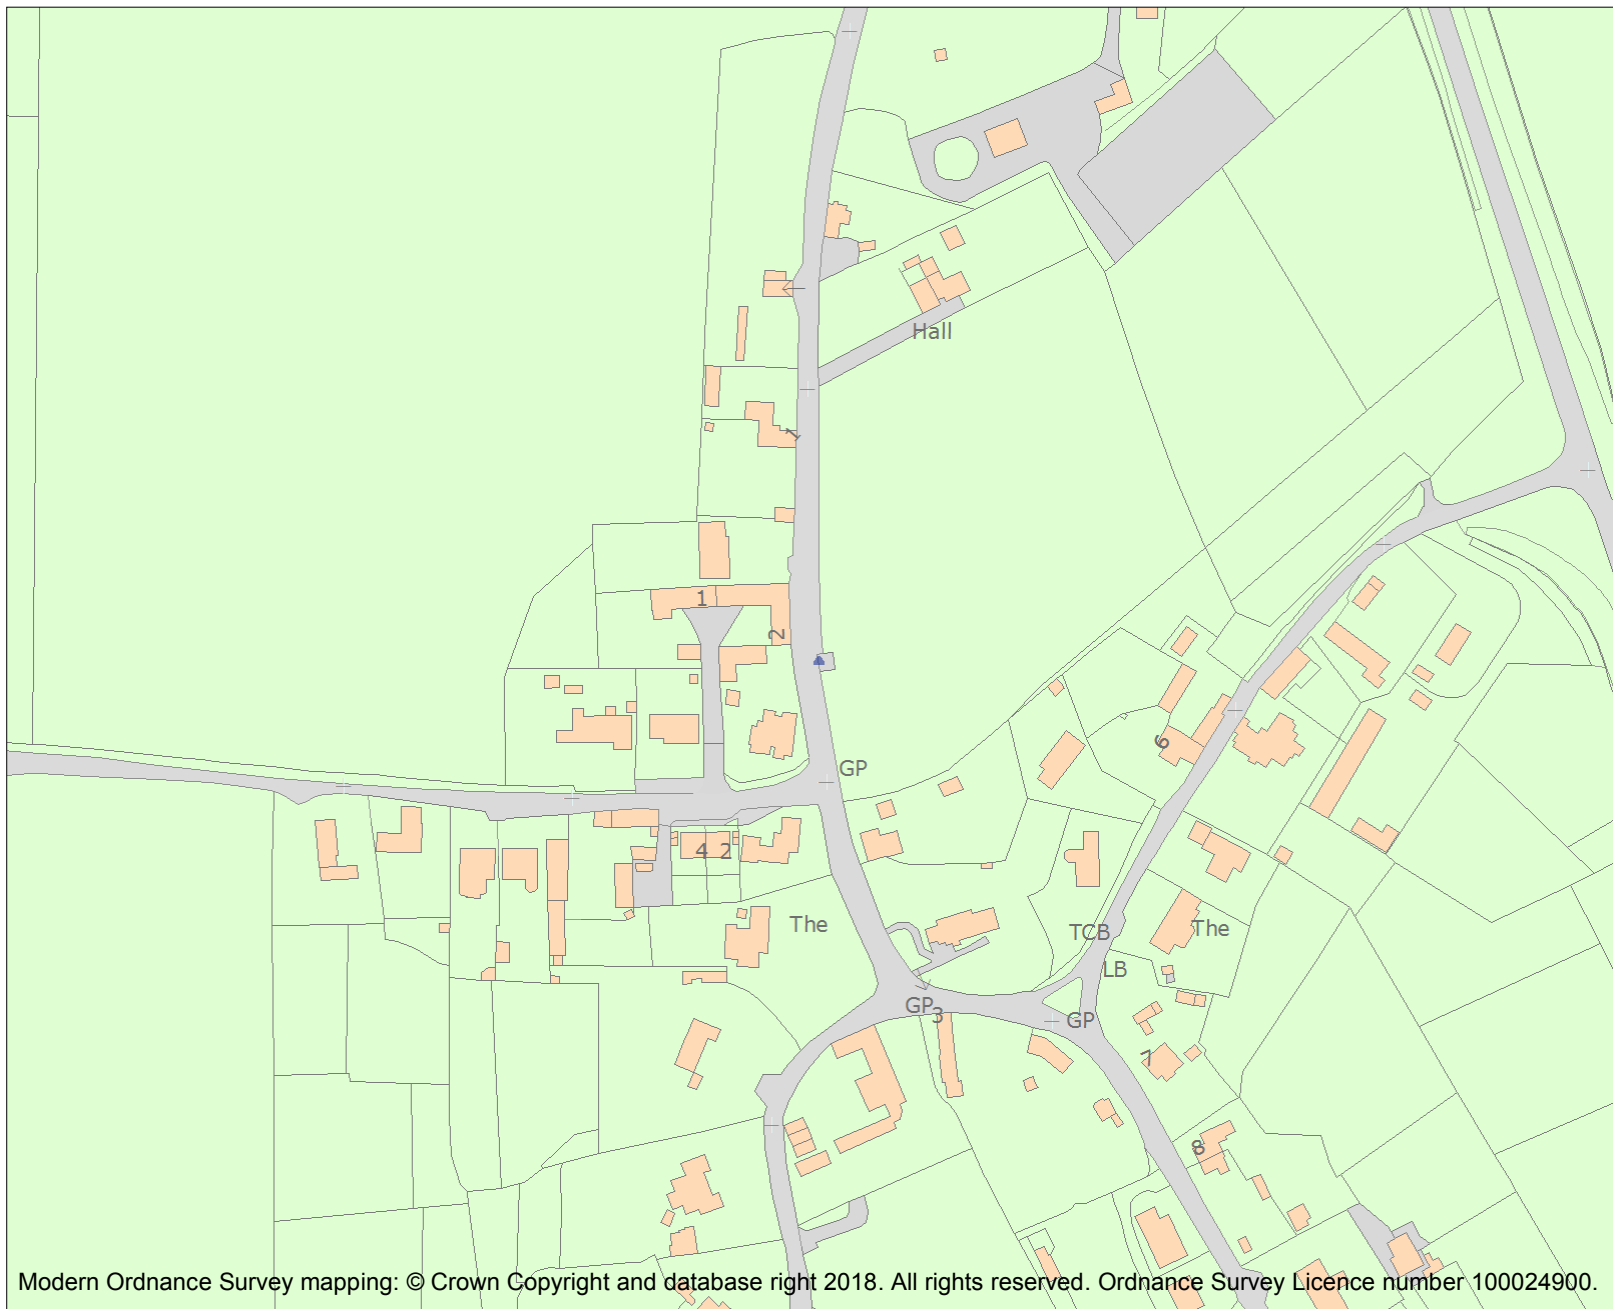 Hall
1
1
2
GP
6
4 2
The
TCB
The
LB
GP
3
GP
7
8
Modern Ordnance Survey mapping: © Crown Copyright and database right 2018. All rights reserved. Ordnance Survey Licence number 100024900.